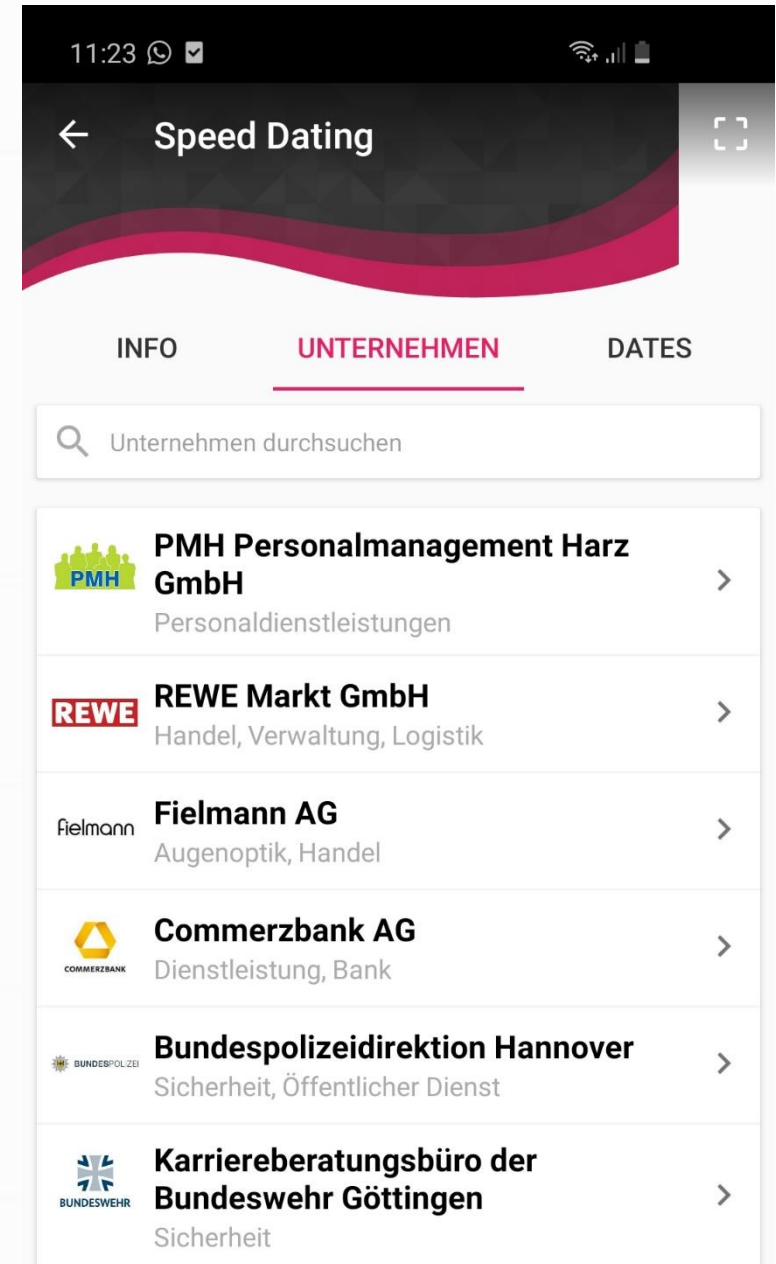 11:23
Speed Dating
INFO
UNTERNEHMEN
DATES
Unternehmen durchsuchen
PMH
PMH Personalmanagement Harz
GmbH
Personaldienstleistungen
REWE
REWE Markt GmbH
Handel, Verwaltung, Logistik
fielmann
Fielmann AG
Augenoptik, Handel
COMMERZBANK
Commerzbank AG
Dienstleistung, Bank
BUNDESPOLIZEI
Bundespolizeidirektion Hannover
Sicherheit, Öffentlicher Dienst
BUNDESWEHR
Karriereberatungsbüro der
Bundeswehr Göttingen
Sicherheit